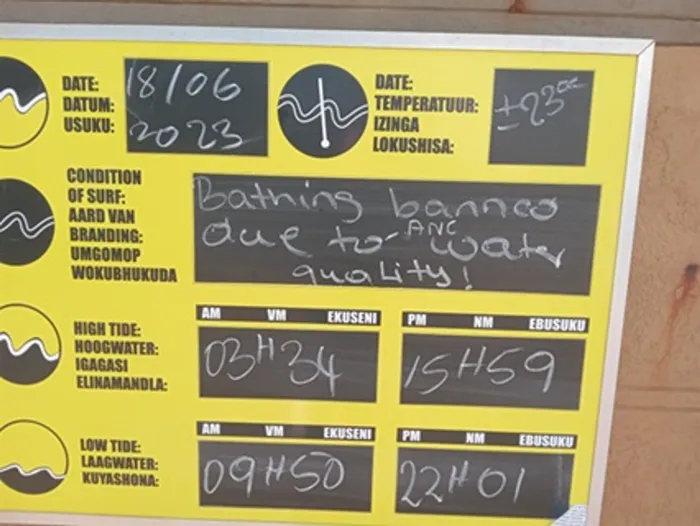 DATE:
DATUM:
USUKU:
18/06
2023
DATE:
TEMPERATUUR:
IZINGA
LOKUSHISA:
±23°C
CONDITION
OF SURF:
AARD VAN
BRANDING:
UMGOMOP
WOKUBHUKUDA
Bathing banned
due to ANC water
quality!
HIGH TIDE:
HOOGWATER:
IGAGASI
ELINAMANDLA:
AM VM EKUSENI
03H34
PM NM EBUSUKU
15H59
LOW TIDE:
LAAGWATER:
KUYASHONA:
AM VM EKUSENI
09H50
PM NM EBUSUKU
22H01